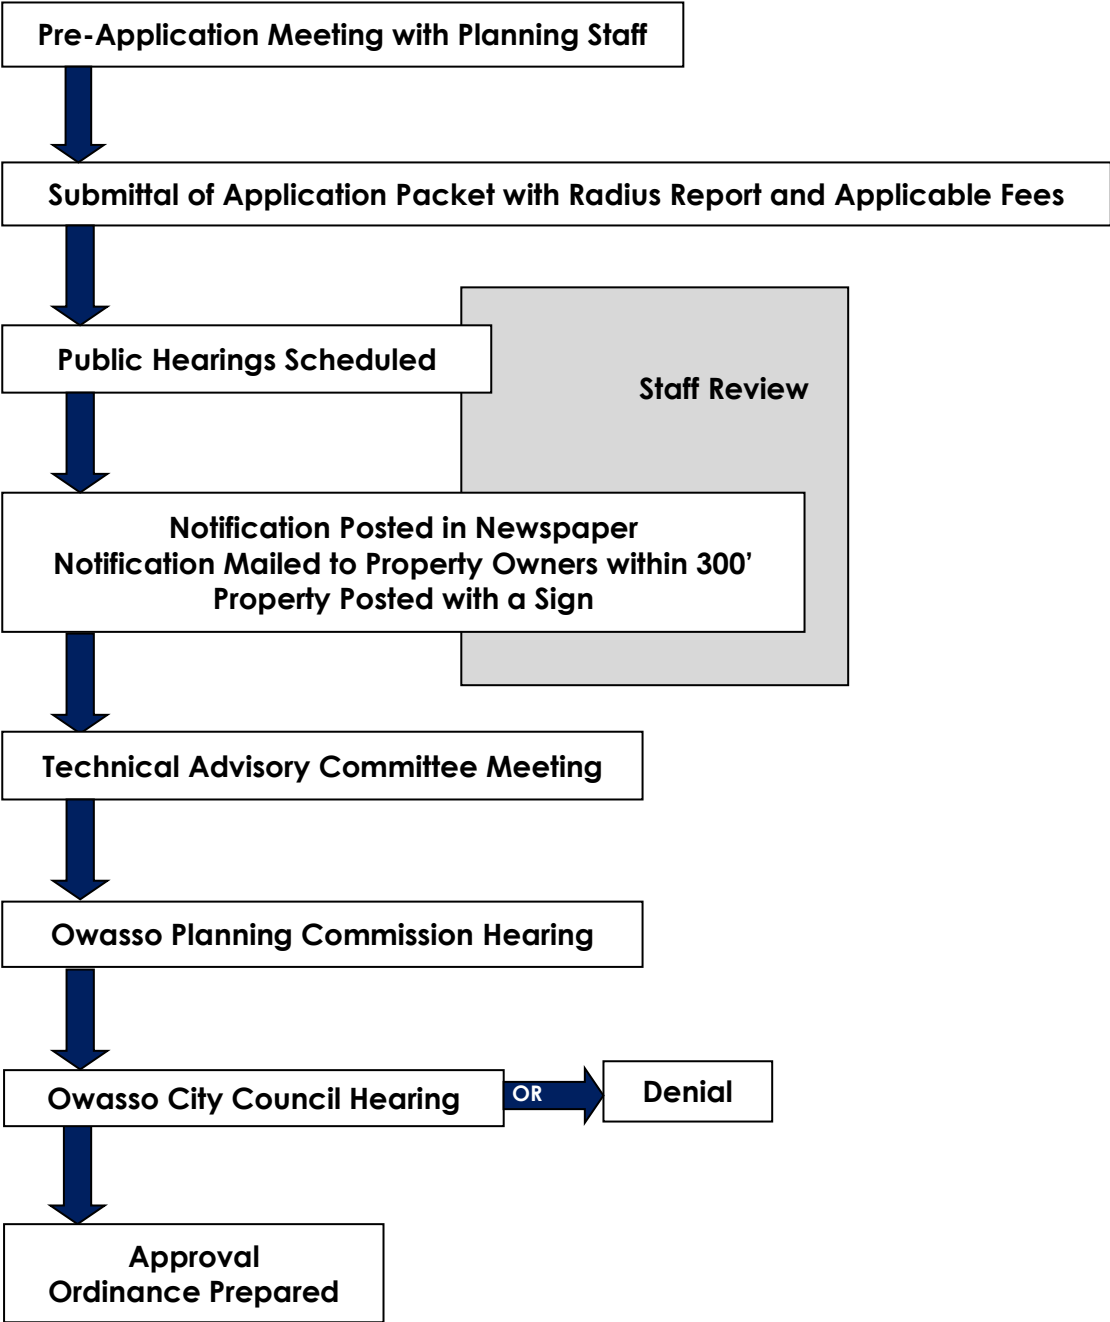 Pre-Application Meeting with Planning Staff
Submittal of Application Packet with Radius Report and Applicable Fees
Public Hearings Scheduled
Staff Review
Notification Posted in Newspaper
Notification Mailed to Property Owners within 300’
Property Posted with a Sign
Technical Advisory Committee Meeting
Owasso Planning Commission Hearing
Owasso City Council Hearing
OR
Denial
Approval
Ordinance Prepared